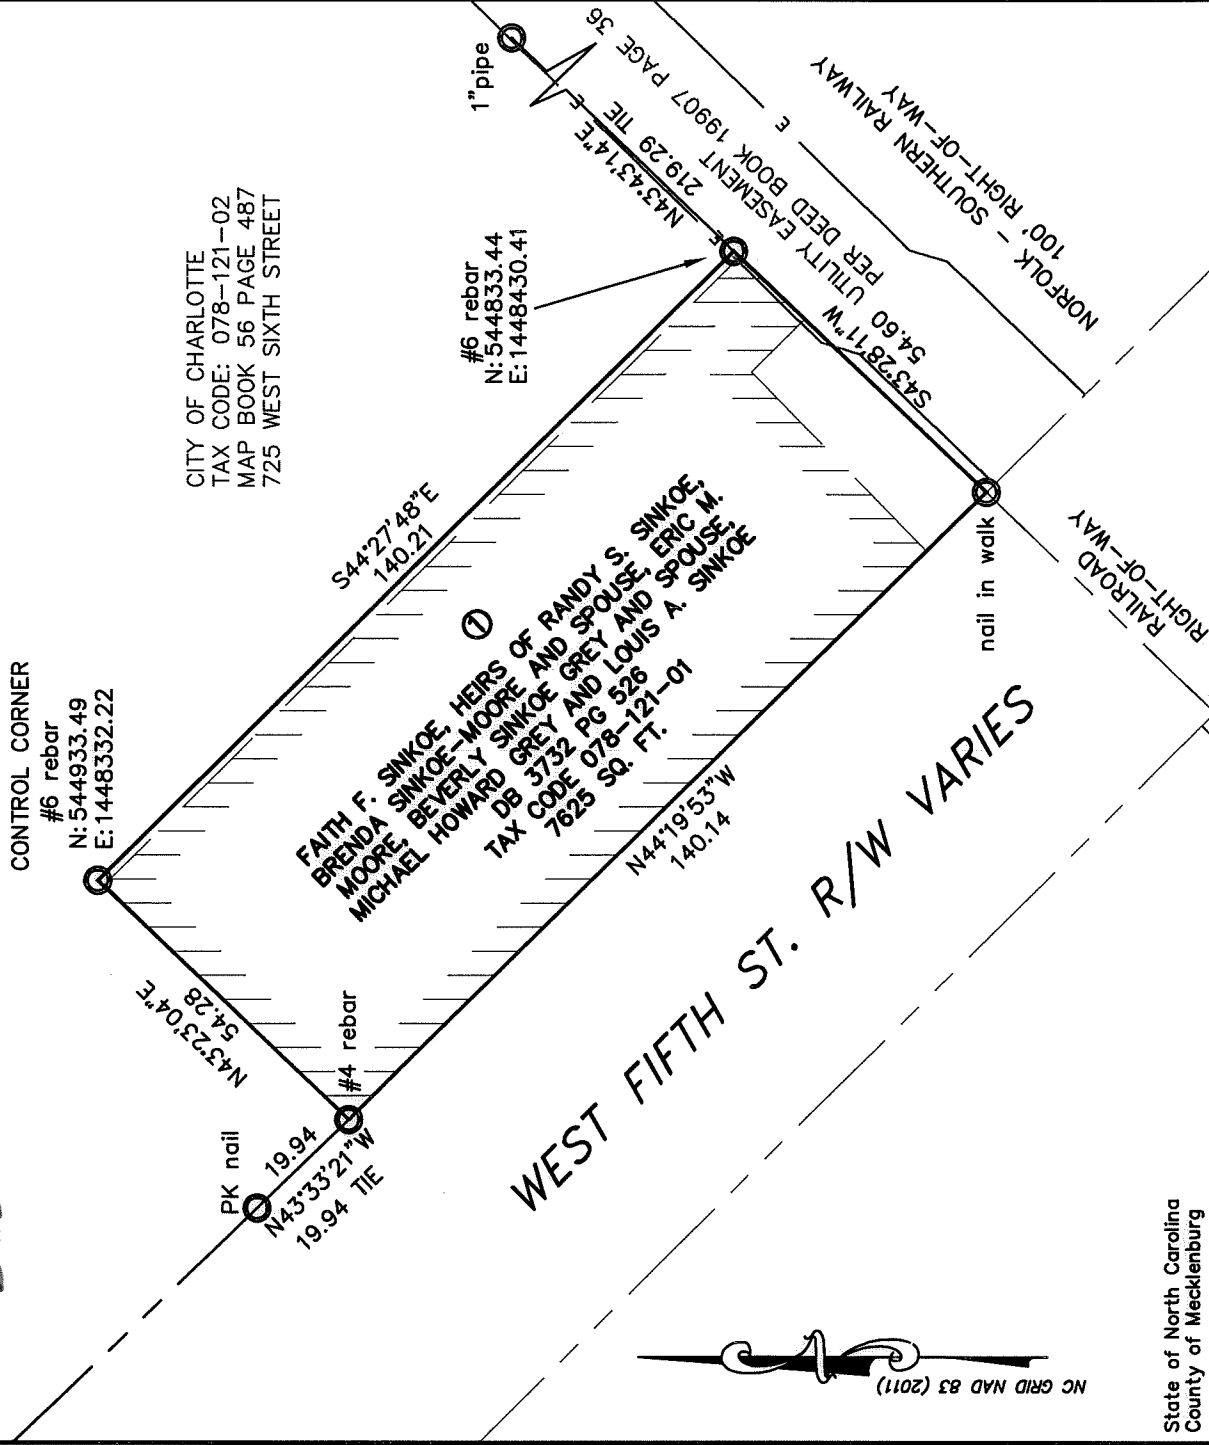 CONTROL CORNER
#6 rebar
N: 544933.49
E: 1448332.22
CITY OF CHARLOTTE
TAX CODE: 078-121-02
MAP BOOK 56 PAGE 487
725 WEST SIXTH STREET
1"pipe
N43°43'14"E
219.29 TIE
UTILITY EASEMENT
PER DEED BOOK 19907 PAGE 36
E
E
E
NORFOLK - SOUTHERN RAILWAY
100' RIGHT-OF-WAY
#6 rebar
N: 544833.44
E: 1448430.41
S44°27'48"E
140.21
S43°28'11"W
54.60
1
FAITH F. SINKOE, HEIRS OF RANDY S. SINKOE,
BRENDA SINKOE-MOORE AND SPOUSE, ERIC M.
MOORE, BEVERLY SINKOE GREY AND SPOUSE,
MICHAEL HOWARD GREY AND LOUIS A. SINKOE
DB 3732 PG 526
TAX CODE 078-121-01
7625 SQ. FT.
N43°23'04"E
54.28
#4 rebar
PK nail
19.94
N43°33'21"W
19.94 TIE
N44°19'53"W
140.14
nail in walk
RAILROAD
RIGHT-OF-WAY
WEST FIFTH ST. R/W VARIES
N
NC GRID NAD 83 (2011)
State of North Carolina
County of Mecklenburg